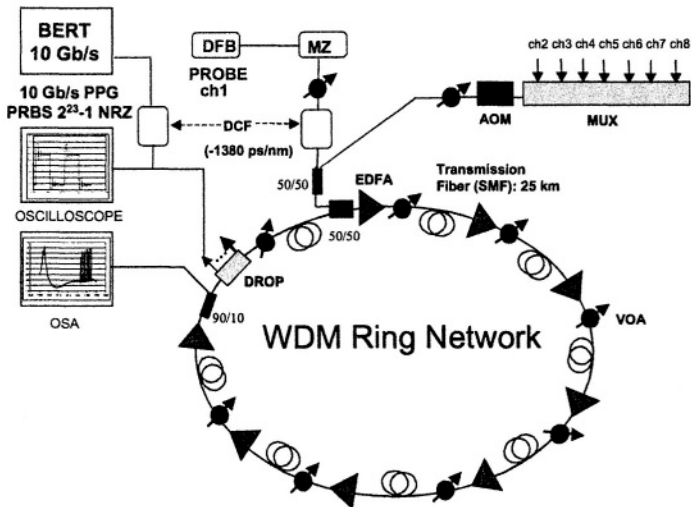 BERT
10 Gb/s
10 Gb/s PPG
PRBS 2²³-1 NRZ
DFB
MZ
PROBE
ch1
DCF
(-1380 ps/nm)
ch2 ch3 ch4 ch5 ch6 ch7 ch8
AOM
MUX
50/50
EDFA
Transmission
Fiber (SMF): 25 km
OSCILLOSCOPE
50/50
DROP
OSA
90/10
VOA
WDM Ring Network